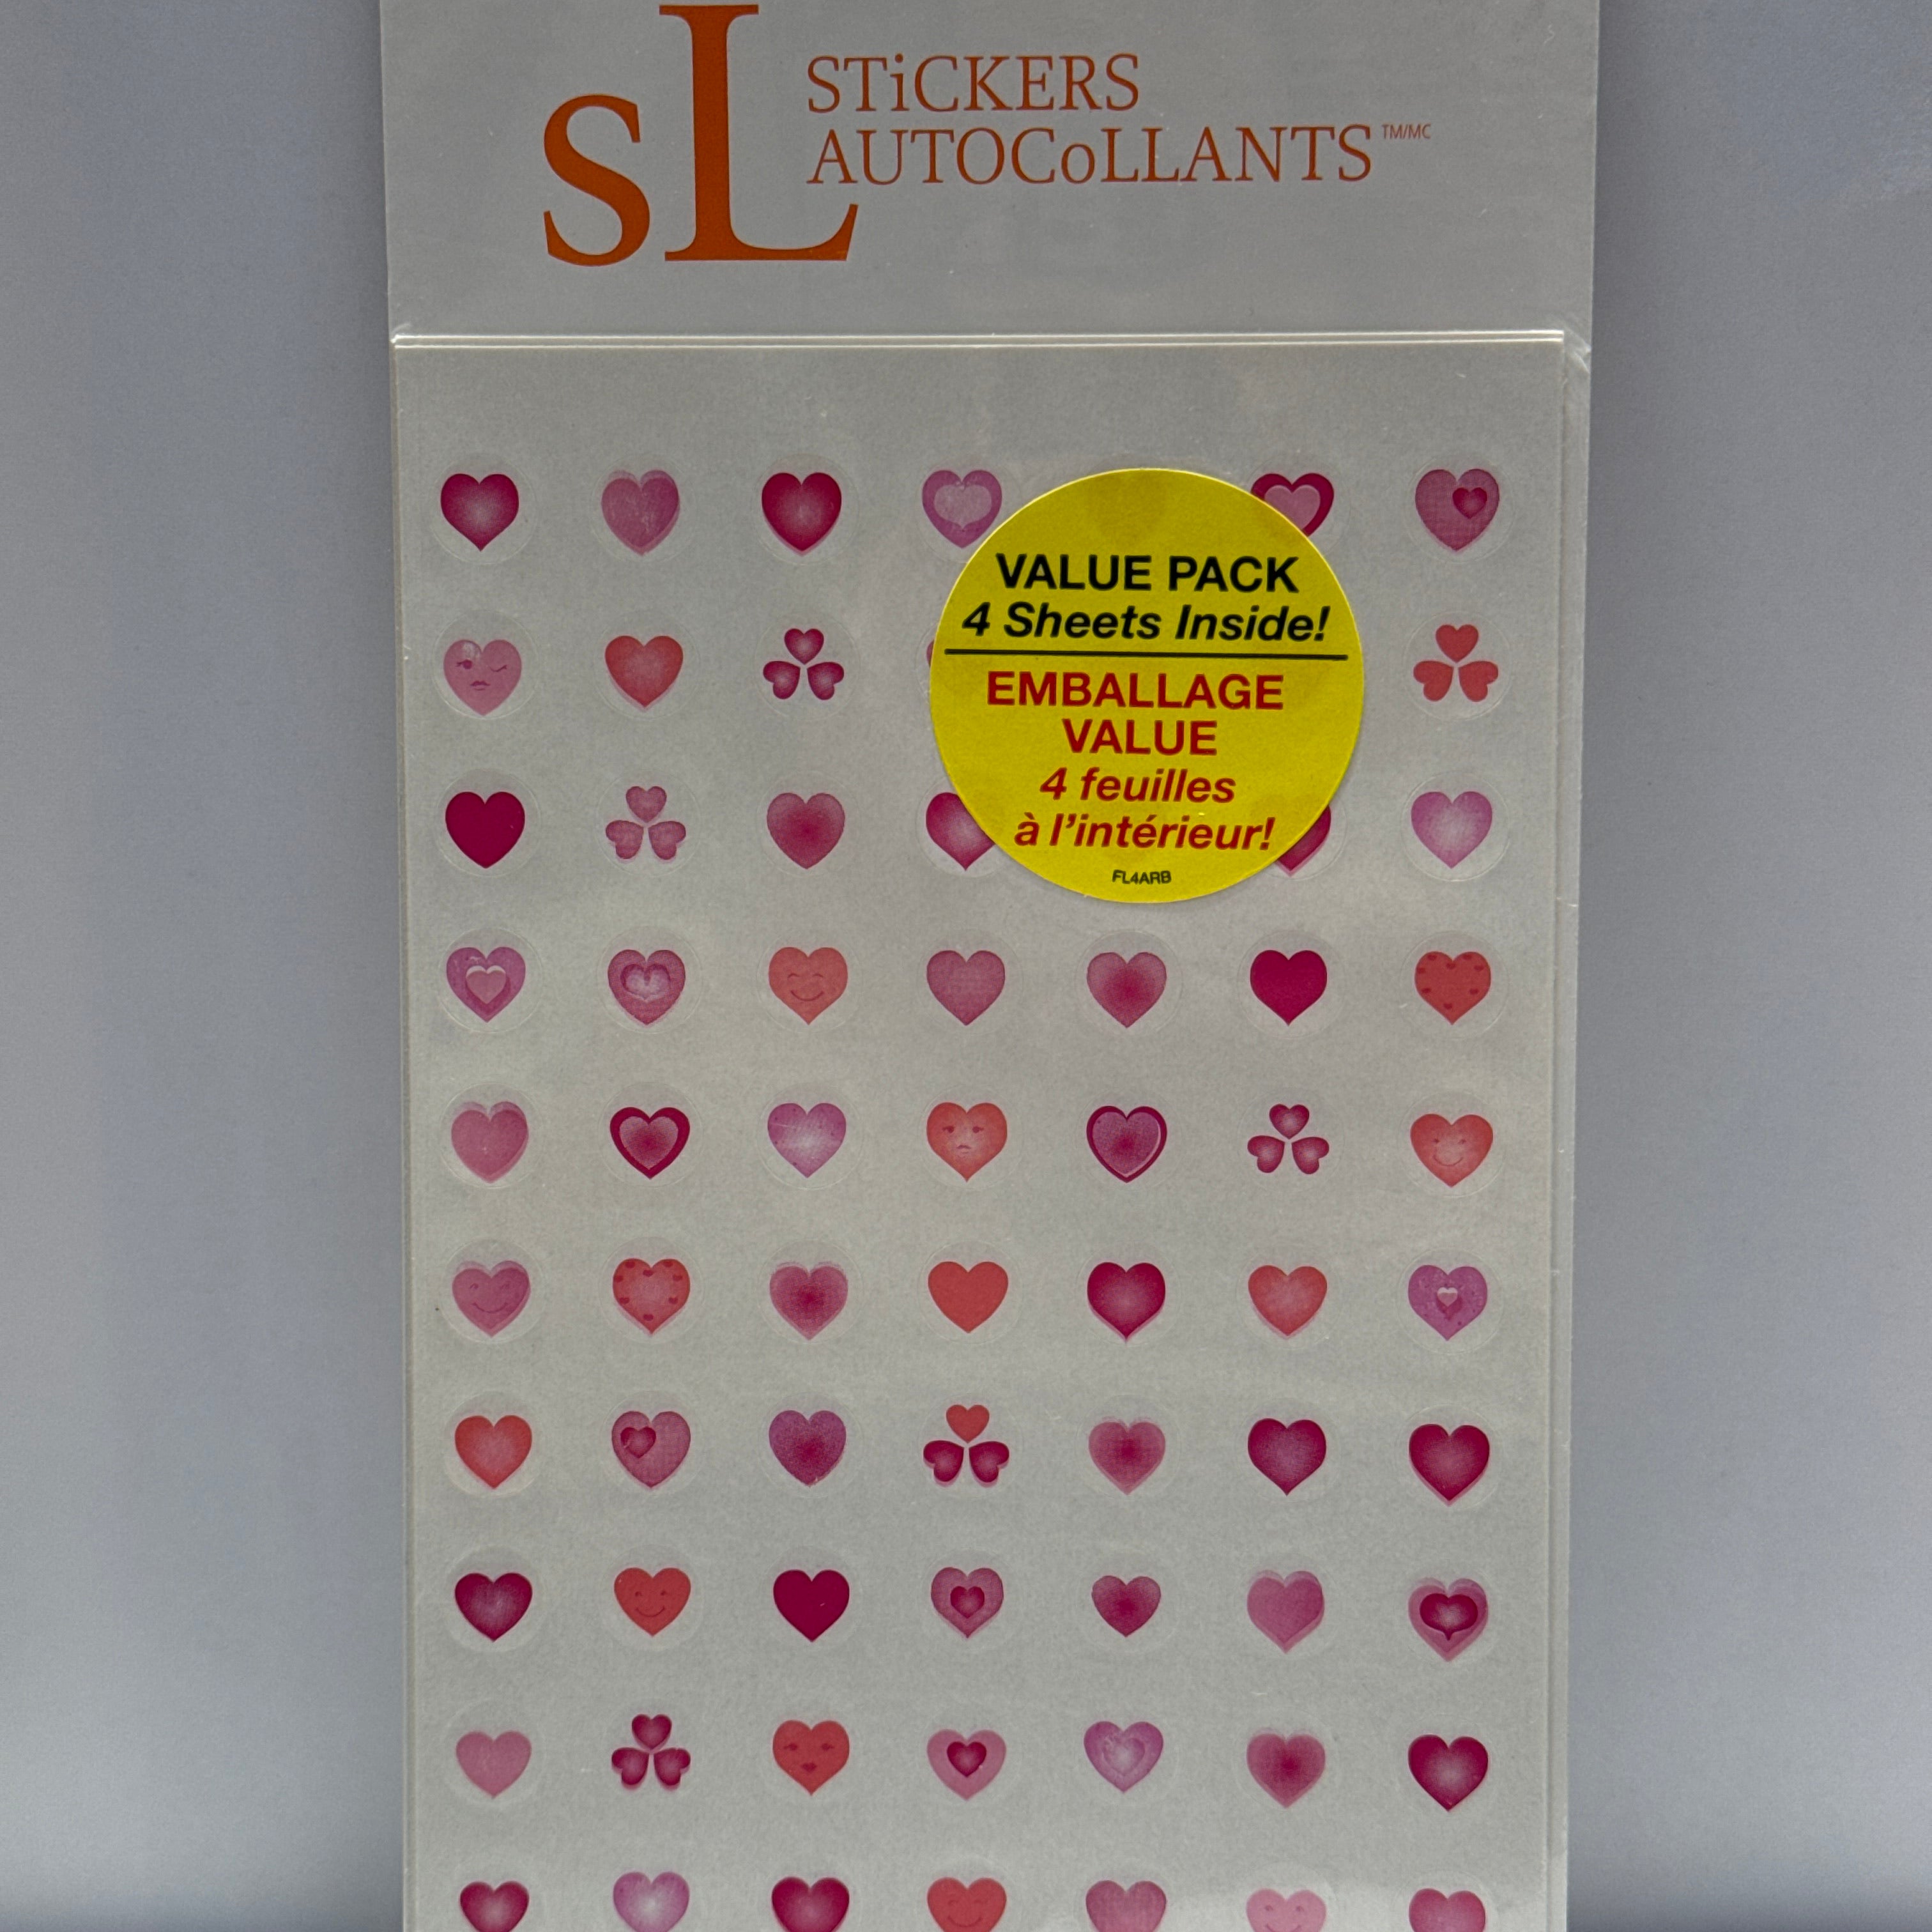 sL
STiCKERS
AUTOCoLLANTS TM/MC
VALUE PACK
4 Sheets Inside!
EMBALLAGE
VALUE
4 feuilles
à l'intérieur!
FL4ARB